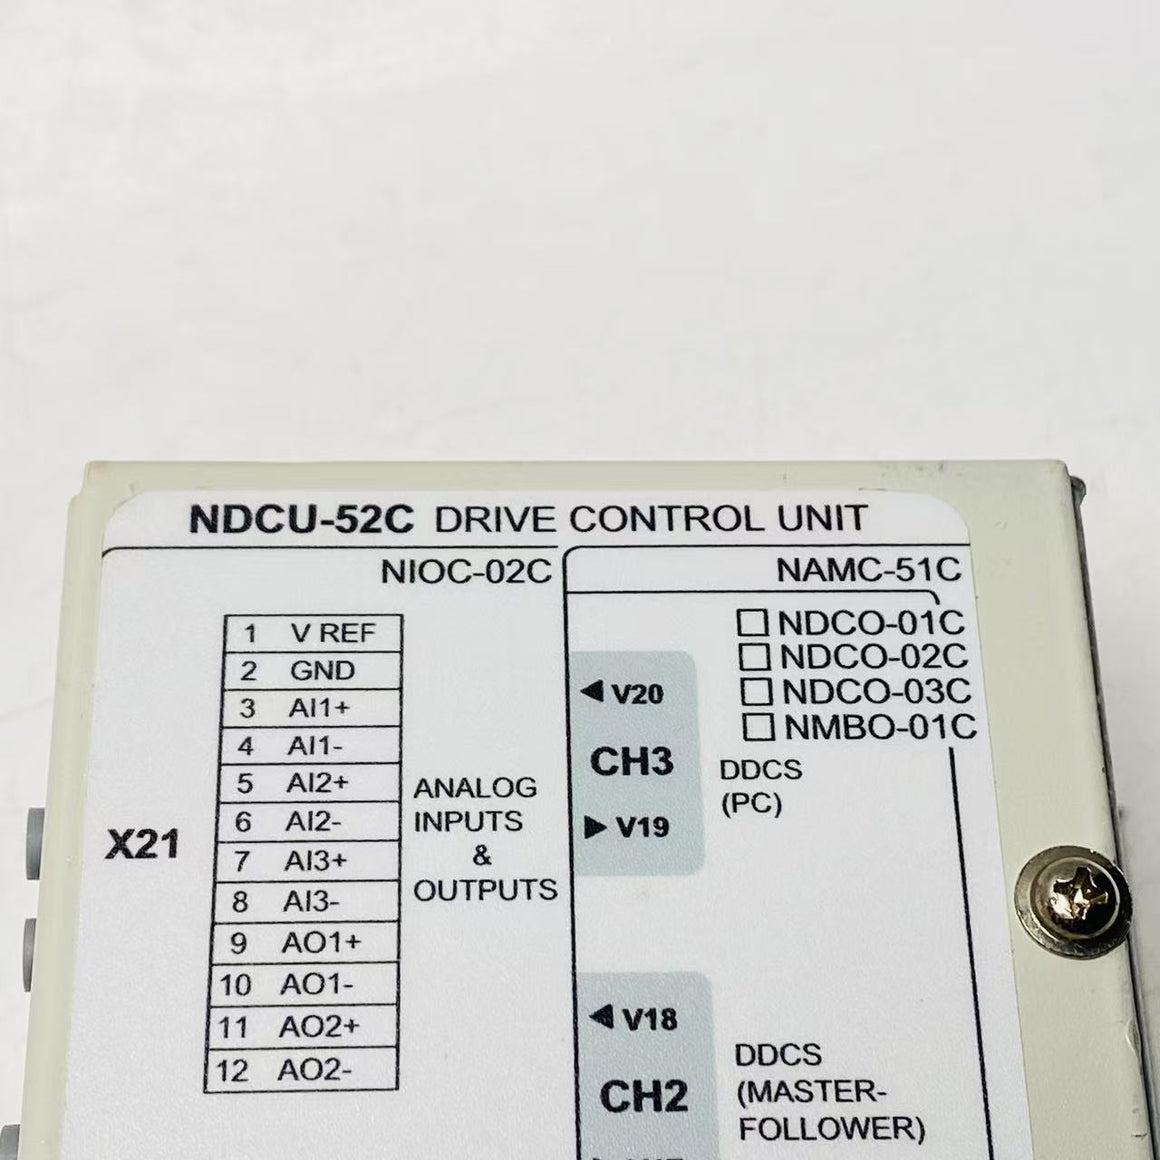 NDCU-52C DRIVE CONTROL UNIT
NIOC-02C
X21
1 V REF
2 GND
3 AI1+
4 AI1-
5 AI2+
6 AI2-
7 AI3+
8 AI3-
9 AO1+
10 AO1-
11 AO2+
12 AO2-
ANALOG
INPUTS
&
OUTPUTS
NAMC-51C
NDCO-01C
NDCO-02C
NDCO-03C
NMBO-01C
V20
CH3
V19
DDCS
(PC)
V18
CH2
DDCS
(MASTER-
FOLLOWER)